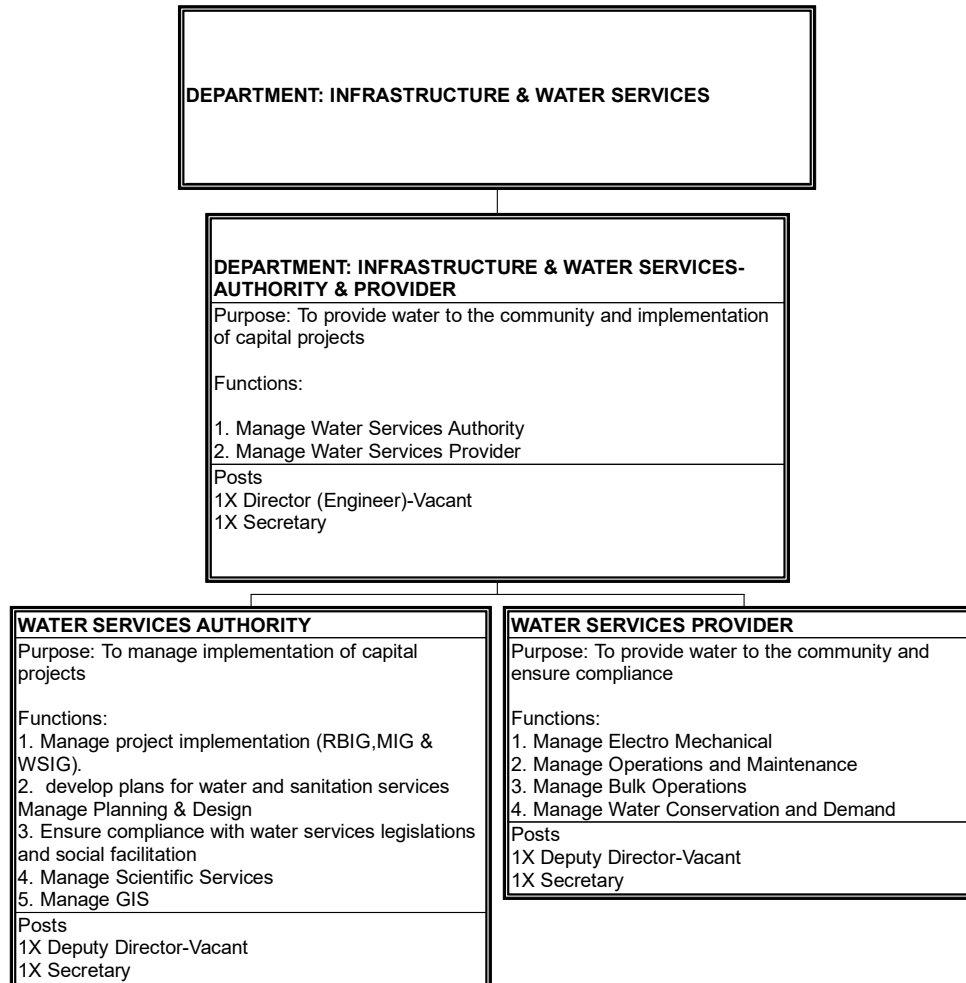 DEPARTMENT: INFRASTRUCTURE & WATER SERVICES
DEPARTMENT: INFRASTRUCTURE & WATER SERVICES-
AUTHORITY & PROVIDER
Purpose: To provide water to the community and implementation
of capital projects
Functions:
1. Manage Water Services Authority
2. Manage Water Services Provider
Posts
1X Director (Engineer)-Vacant
1X Secretary
WATER SERVICES AUTHORITY
Purpose: To manage implementation of capital
projects
Functions:
1. Manage project implementation (RBIG,MIG &
WSIG).
2.  develop plans for water and sanitation services
Manage Planning & Design
3. Ensure compliance with water services legislations
and social facilitation
4. Manage Scientific Services
5. Manage GIS
Posts
1X Deputy Director-Vacant
1X Secretary
WATER SERVICES PROVIDER
Purpose: To provide water to the community and
ensure compliance
Functions:
1. Manage Electro Mechanical
2. Manage Operations and Maintenance
3. Manage Bulk Operations
4. Manage Water Conservation and Demand
Posts
1X Deputy Director-Vacant
1X Secretary